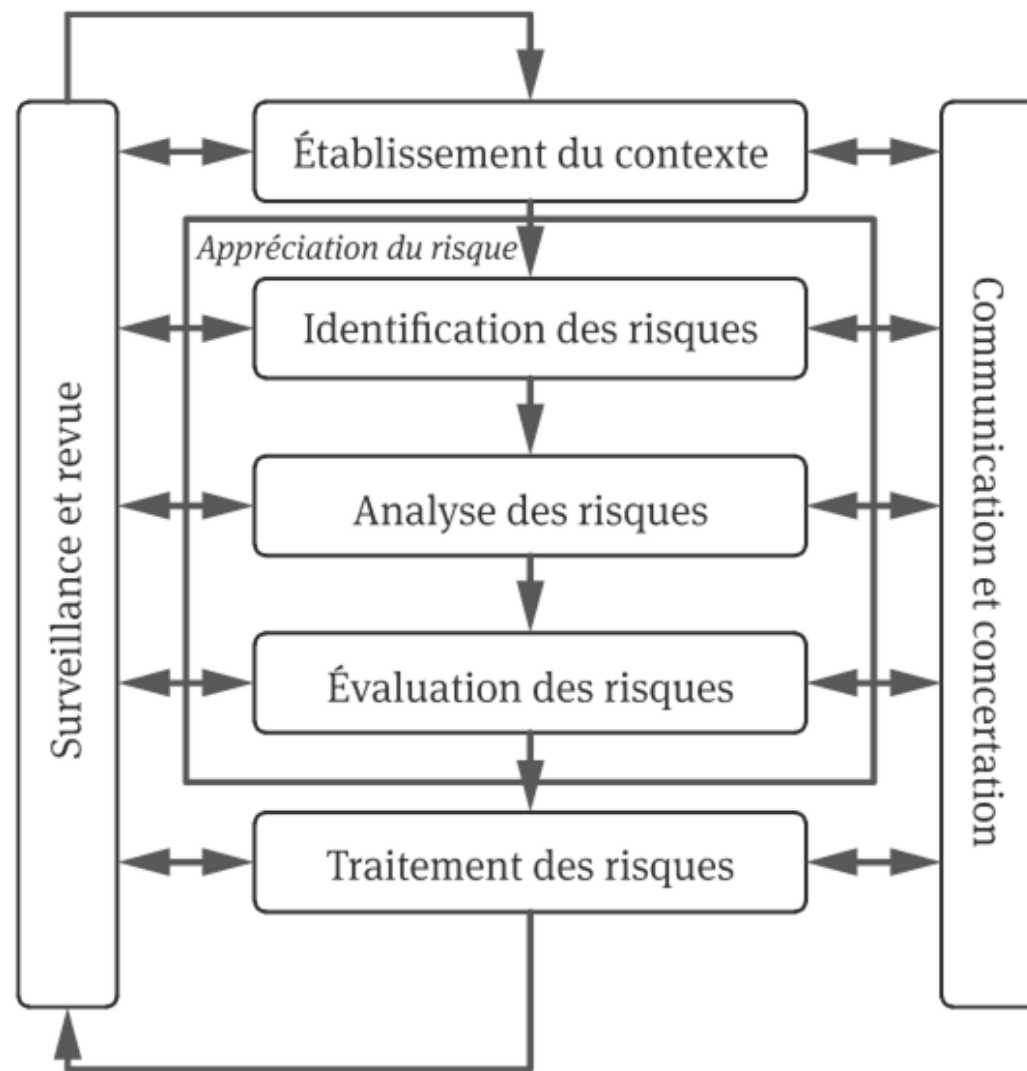 Établissement du contexte
Appréciation du risque
Identification des risques
Analyse des risques
Évaluation des risques
Traitement des risques
Surveillance et revue
Communication et concertation